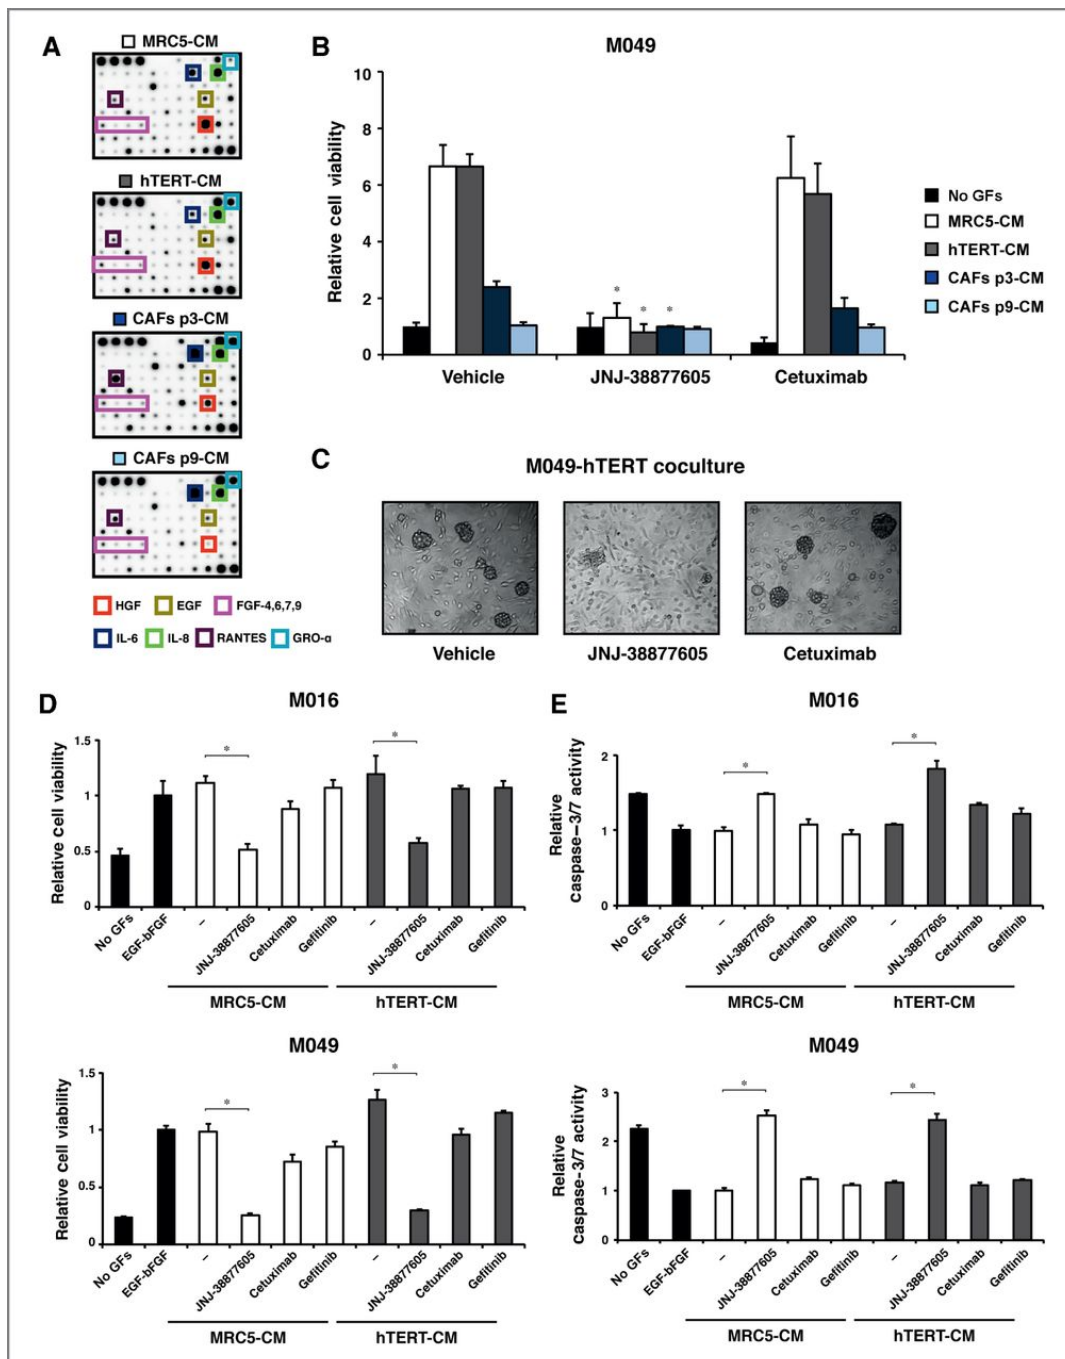 A
MRC5-CM
hTERT-CM
CAFs p3-CM
CAFs p9-CM
HGF EGF FGF-4,6,7,9
IL-6 IL-8 RANTES GRO-α
B
M049
Relative cell viability
10
8
6
4
2
0
* * *
Vehicle JNJ-38877605 Cetuximab
No GFs
MRC5-CM
hTERT-CM
CAFs p3-CM
CAFs p9-CM
C
M049-hTERT coculture
Vehicle JNJ-38877605 Cetuximab
D
M016
Relative cell viability
1.5
1
0.5
0
* *
No GFs EGF-bFGF – JNJ-38877605 Cetuximab Gefitinib – JNJ-38877605 Cetuximab Gefitinib
MRC5-CM hTERT-CM
M049
Relative cell viability
1.5
1
0.5
0
* *
No GFs EGF-bFGF – JNJ-38877605 Cetuximab Gefitinib – JNJ-38877605 Cetuximab Gefitinib
MRC5-CM hTERT-CM
E
M016
Relative
caspase–3/7 activity
2
1
0
* *
No GFs EGF-bFGF – JNJ-38877605 Cetuximab Gefitinib – JNJ-38877605 Cetuximab Gefitinib
MRC5-CM hTERT-CM
M049
Relative
caspase-3/7 activity
3
2
1
0
* *
No GFs EGF-bFGF – JNJ-38877605 Cetuximab Gefitinib – JNJ-38877605 Cetuximab Gefitinib
MRC5-CM hTERT-CM